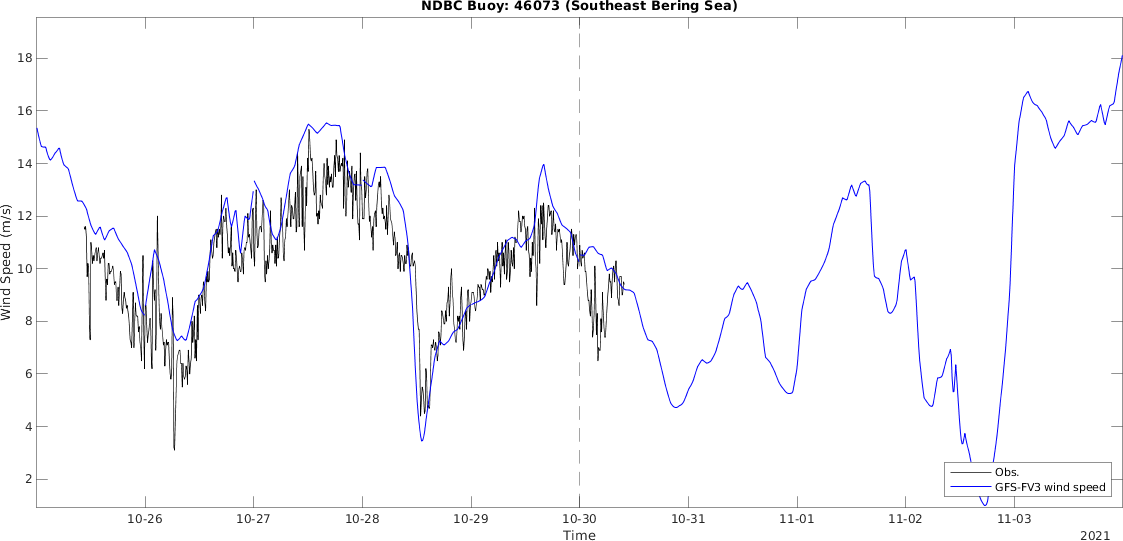 NDBC Buoy: 46073 (Southeast Bering Sea)
18
16
14
12
10
8
6
4
2
Wind Speed (m/s)
Obs.
GFS-FV3 wind speed
10-26 10-27 10-28 10-29 10-30 10-31 11-01 11-02 11-03
Time
2021